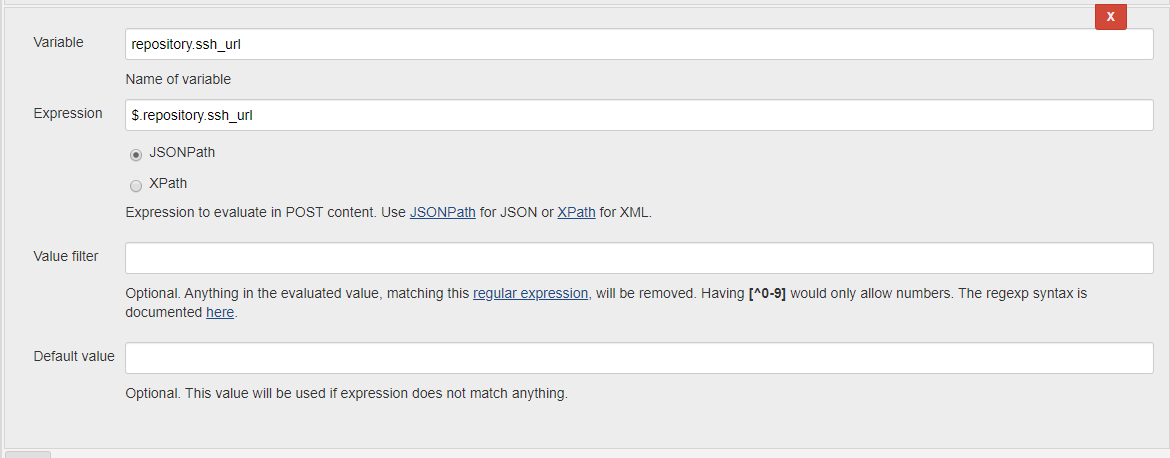 X
Variable
repository.ssh_url
Name of variable
Expression
$.repository.ssh_url
JSONPath
XPath
Expression to evaluate in POST content. Use JSONPath for JSON or XPath for XML.
Value filter
Optional. Anything in the evaluated value, matching this regular expression, will be removed. Having [^0-9] would only allow numbers. The regexp syntax is
documented here.
Default value
Optional. This value will be used if expression does not match anything.